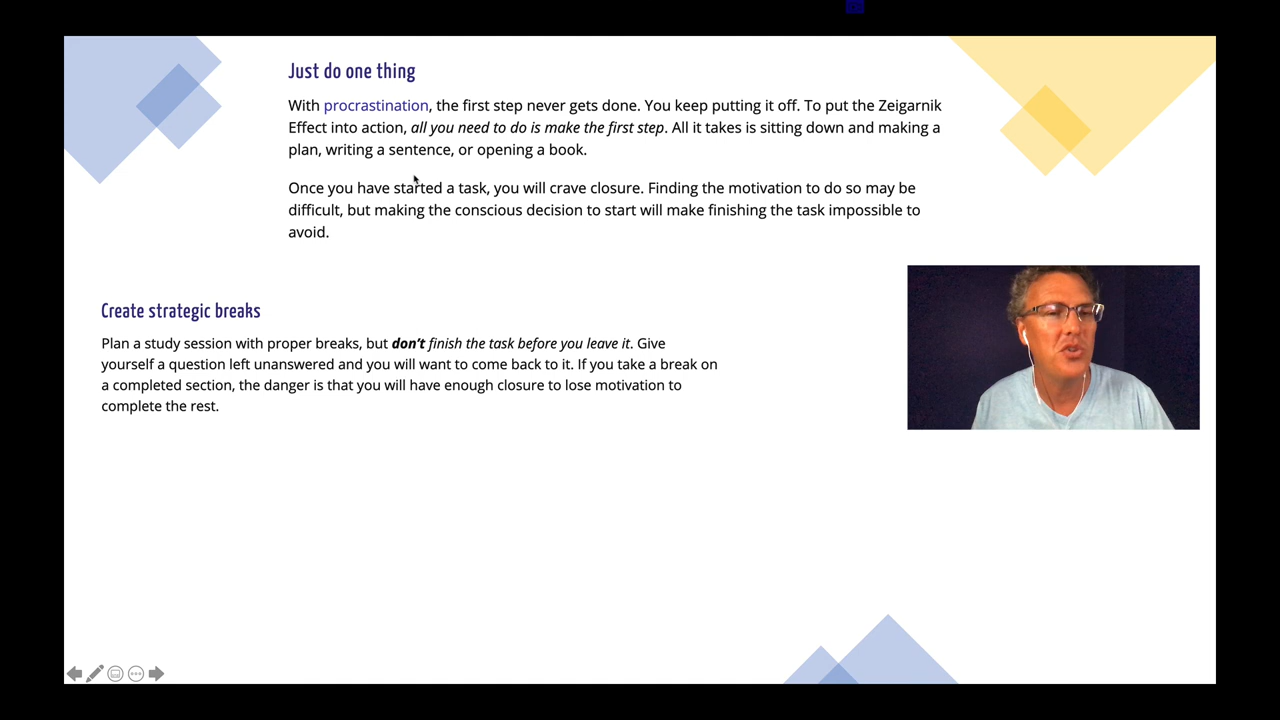 Just do one thing
With procrastination, the first step never gets done. You keep putting it off. To put the Zeigarnik
Effect into action, all you need to do is make the first step. All it takes is sitting down and making a
plan, writing a sentence, or opening a book.
Once you have started a task, you will crave closure. Finding the motivation to do so may be
difficult, but making the conscious decision to start will make finishing the task impossible to
avoid.
Create strategic breaks
Plan a study session with proper breaks, but don't finish the task before you leave it. Give
yourself a question left unanswered and you will want to come back to it. If you take a break on
a completed section, the danger is that you will have enough closure to lose motivation to
complete the rest.